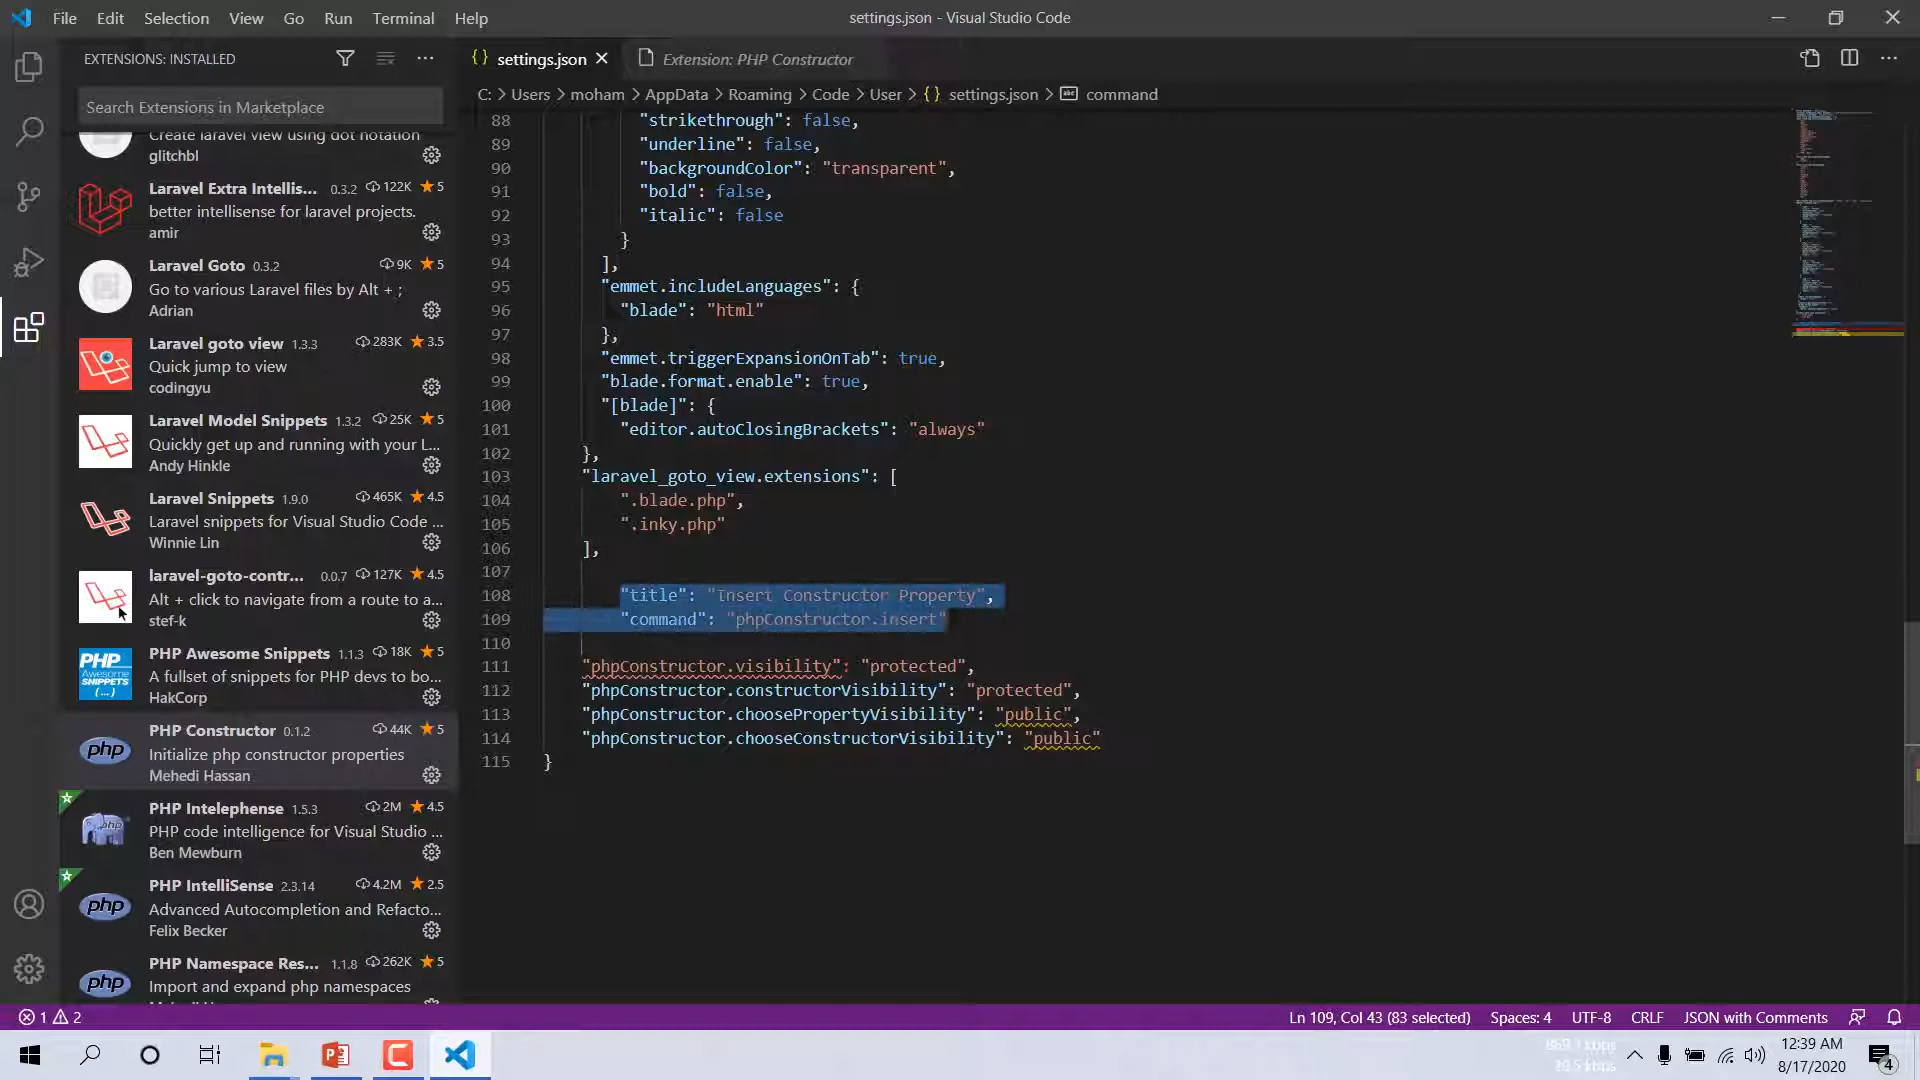 File Edit Selection View Go Run Terminal Help
settings.json - Visual Studio Code
EXTENSIONS: INSTALLED
settings.json
Extension: PHP Constructor
Search Extensions in Marketplace
C: > Users > moham > AppData > Roaming > Code > User > {} settings.json > command
Create laravel view using dot notation
glitchbl
Laravel Extra Intellis... 0.3.2 122K ★5
better intellisense for laravel projects.
amir
Laravel Goto 0.3.2 9K ★5
Go to various Laravel files by Alt + ;
Adrian
Laravel goto view 1.3.3 283K ★3.5
Quick jump to view
codingyu
Laravel Model Snippets 1.3.2 25K ★5
Quickly get up and running with your L...
Andy Hinkle
Laravel Snippets 1.9.0 465K ★4.5
Laravel snippets for Visual Studio Code ...
Winnie Lin
laravel-goto-contr... 0.0.7 127K ★4.5
Alt + click to navigate from a route to a...
stef-k
PHP Awesome Snippets 1.1.3 18K ★5
A fullset of snippets for PHP devs to bo...
HakCorp
PHP
Awesome
SNIPPETS
(...)
PHP Constructor 0.1.2 44K ★5
Initialize php constructor properties
Mehedi Hassan
php
PHP Intelephense 1.5.3 2M ★4.5
PHP code intelligence for Visual Studio ...
Ben Mewburn
php
PHP IntelliSense 2.3.14 4.2M ★2.5
Advanced Autocompletion and Refacto...
Felix Becker
php
PHP Namespace Res... 1.1.8 262K ★5
Import and expand php namespaces
php
88 "strikethrough": false,
89 "underline": false,
90 "backgroundColor": "transparent",
91 "bold": false,
92 "italic": false
93 }
94 ],
95 "emmet.includeLanguages": {
96 "blade": "html"
97 },
98 "emmet.triggerExpansionOnTab": true,
99 "blade.format.enable": true,
100 "[blade]": {
101 "editor.autoClosingBrackets": "always"
102 },
103 "laravel_goto_view.extensions": [
104 ".blade.php",
105 ".inky.php"
106 ],
107
108 "title": "Insert Constructor Property",
109 "command": "phpConstructor.insert"
110
111 "phpConstructor.visibility": "protected",
112 "phpConstructor.constructorVisibility": "protected",
113 "phpConstructor.choosePropertyVisibility": "public",
114 "phpConstructor.chooseConstructorVisibility": "public"
115 }
1 2
Ln 109, Col 43 (83 selected) Spaces: 4 UTF-8 CRLF JSON with Comments
12:39 AM
8/17/2020
4